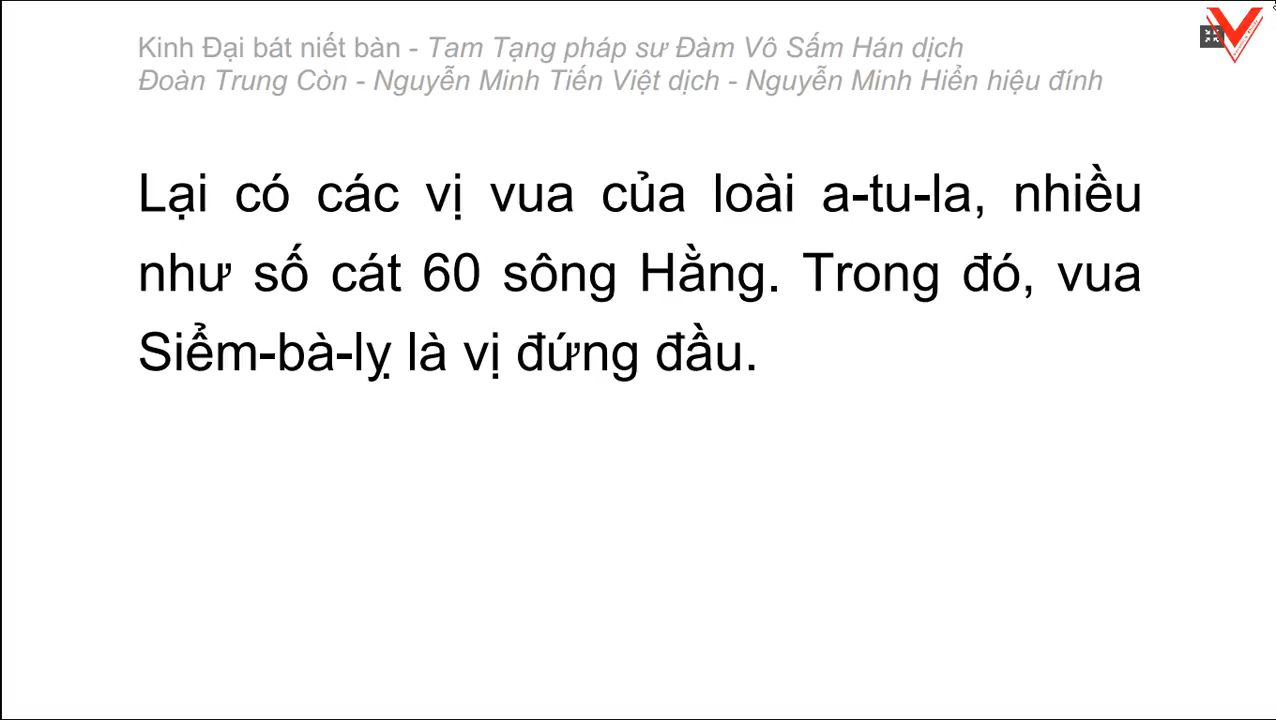 Kinh Đại bát niết bàn - Tam Tạng pháp sư Đàm Vô Sấm Hán dịch
Đoàn Trung Còn - Nguyễn Minh Tiến Việt dịch - Nguyễn Minh Hiển hiệu đính
Lại có các vị vua của loài a-tu-la, nhiều
như số cát 60 sông Hằng. Trong đó, vua
Siểm-bà-lỵ là vị đứng đầu.